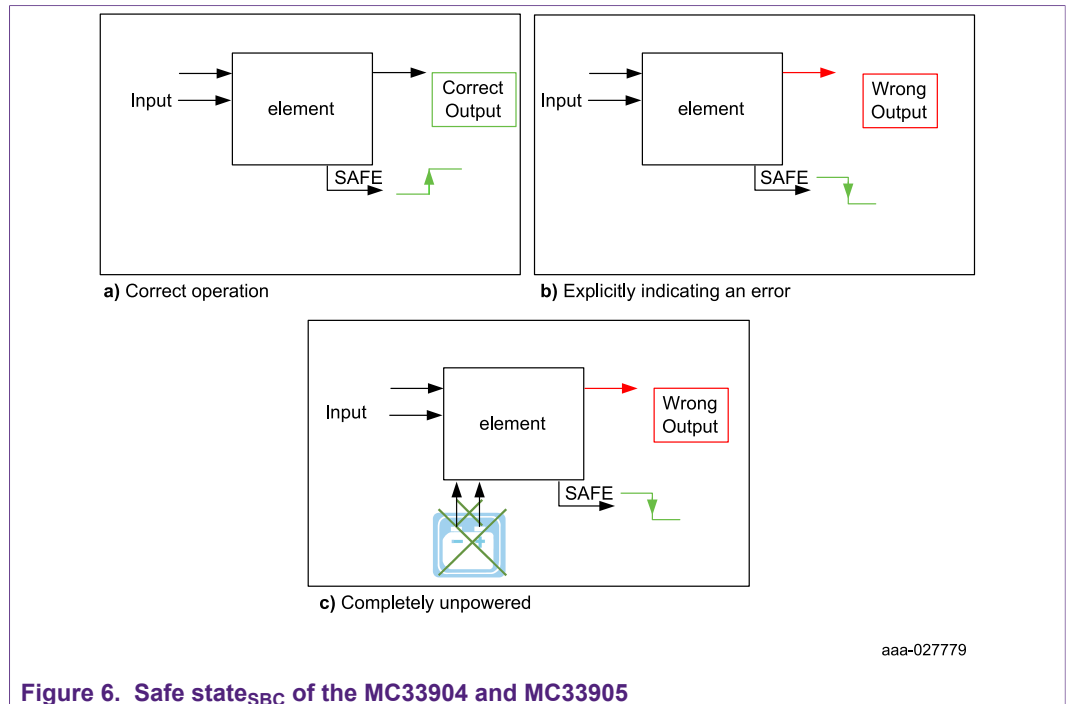 Input
element
Correct
Output
SAFE
a) Correct operation
Input
element
Wrong
Output
SAFE
b) Explicitly indicating an error
Input
element
Wrong
Output
SAFE
- +
c) Completely unpowered
aaa-027779
Figure 6. Safe stateSBC of the MC33904 and MC33905